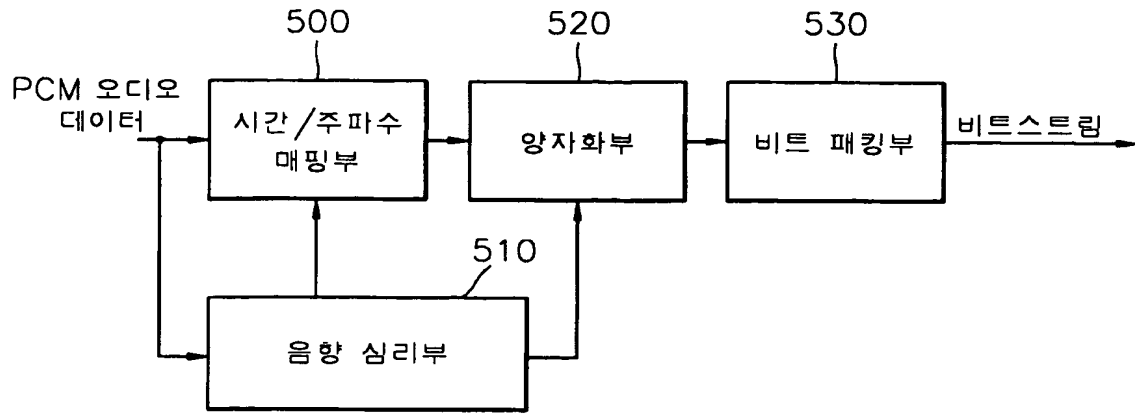 500
520
530
PCM 오디오
데이터
시간/주파수
매핑부
양자화부
비트 패킹부
비트스트림
510
음향 심리부